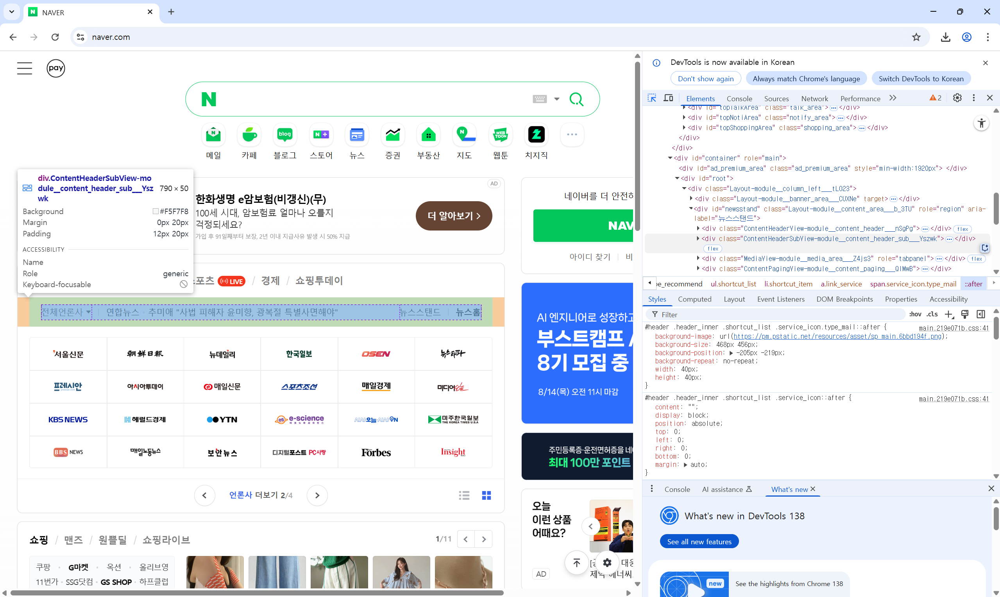 NAVER
naver.com
pay
N
메일
카페
blog
블로그
스토어
뉴스
증권
부동산
지도
WEB
TOON
웹툰
치지직
div.ContentHeaderSubView-mo
dule__content_header_sub___Ysz
wk
790 × 50
Background #F5F7F8
Margin 0px 20px
Padding 12px 20px
ACCESSIBILITY
Name
Role generic
Keyboard-focusable
AD
한화생명 e암보험(비갱신)(무)
100세 시대, 암보험료 얼마나 오를지
걱정되세요?
가입 후 91일째부터 보장, 2년 이내 지급사유 발생 시 50% 지급
더 알아보기
LIVE / 경제 / 쇼핑투데이
전체언론사 연합뉴스 · 추미애 "사법 피해자 윤미향, 광복절 특별사면해야" 뉴스스탠드 뉴스홈
서울신문 朝鮮日報 뉴데일리 한국일보 OSEN 뉴스타파
프레시안 아시아투데이 매일신문 스포츠조선 매일경제 미디어오늘
KBS NEWS 헤럴드경제 YTN e-science 시사오늘·시사ON 미주한국일보
THE KOREA TIMES U.S.A
BBS NEWS 매일노동뉴스 보안뉴스 디지털포스트 PC사랑 Forbes Insight
언론사 더보기 2/4
쇼핑 / 맨즈 / 원쁠딜 / 쇼핑라이브
1/11
쿠팡 · G마켓 · 옥션 · 올리브영
11번가 · SSG닷컴 · GS SHOP · 하프클럽
네이버를 더 안전하
NAV
아이디 찾기
AI 엔지니어로 성장하고
부스트캠프
8기 모집 중
8/14(목) 오전 11시 마감
주민등록증·운전면허증을 네이
최대 100만 포인트
오늘
이런 상품
어때요?
AD
대웅
제약 에너씨.
DevTools is now available in Korean
Don't show again
Always match Chrome's language
Switch DevTools to Korean
Elements Console Sources Network Performance 2
<div id="topTalkArea" class="talk_area">…</div>
<div id="topNotiArea" class="notify_area">…</div>
<div id="topShoppingArea" class="shopping_area">…</div>
</div>
</div>
<div id="container" role="main">
<div id="ad_premium_area" class="ad_premium_area" style="min-width:1920px"> </div>
<div id="root">
<div class="Layout-module__column_left___tLO23">
<div class="Layout-module__banner_area___CUXNe" target>…</div>
<div id="newsstand" class="Layout-module__content_area___b_3TU" role="region" aria-
label="뉴스스탠드">
<div class="ContentHeaderView-module__content_header___nSgPg">…</div> flex
<div class="ContentHeaderSubView-module__content_header_sub___Yszwk">…</div>
flex
<div class="MediaView-module__media_area___Z4js3" role="tabpanel">…</div> flex
<div class="ContentPagingView-module__content_paging___QlMwB">…</div>
pe_recommend ul.shortcut_list li.shortcut_item a.link_service span.service_icon.type_mail ::after
Styles Computed Layout Event Listeners DOM Breakpoints Properties Accessibility
Filter :hov .cls
#header .header_inner .shortcut_list .service_icon.type_mail::after { main.219e071b.css:41
background-image: url(https://pm.pstatic.net/resources/asset/sp_main.6bbd194f.png);
background-size: 468px 456px;
background-position: -205px -219px;
background-repeat: no-repeat;
width: 40px;
height: 40px;
}
#header .header_inner .shortcut_list .service_icon::after { main.219e071b.css:41
content: "";
display: block;
position: absolute;
top: 0;
left: 0;
right: 0;
bottom: 0;
margin: auto;
}
Console AI assistance What's new
What's new in DevTools 138
See all new features
new
See the highlights from Chrome 138